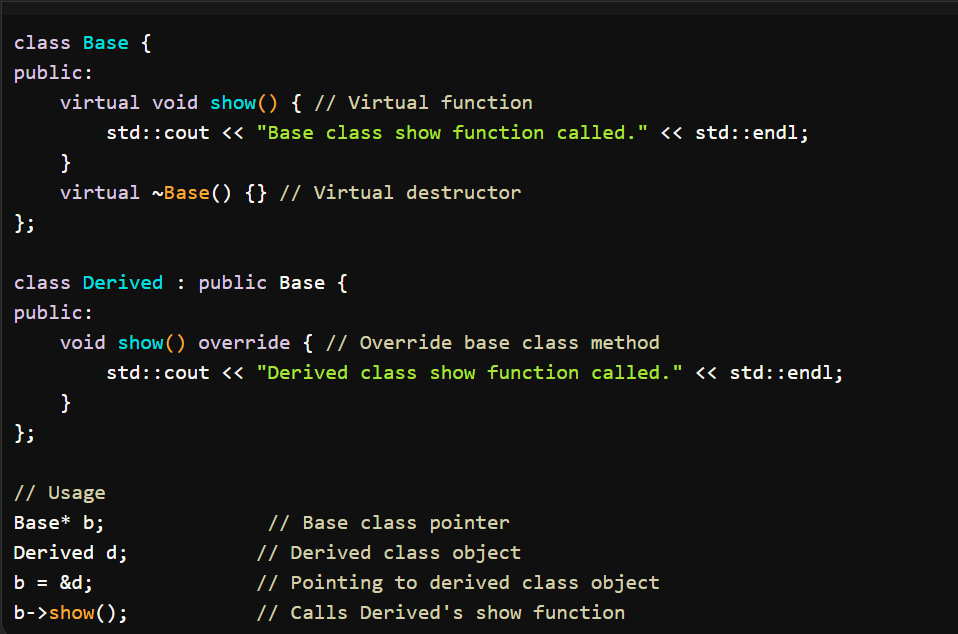 class Base {
public:
    virtual void show() { // Virtual function
        std::cout << "Base class show function called." << std::endl;
    }
    virtual ~Base() {} // Virtual destructor
};

class Derived : public Base {
public:
    void show() override { // Override base class method
        std::cout << "Derived class show function called." << std::endl;
    }
};

// Usage
Base* b;              // Base class pointer
Derived d;           // Derived class object
b = &d;              // Pointing to derived class object
b->show();           // Calls Derived's show function